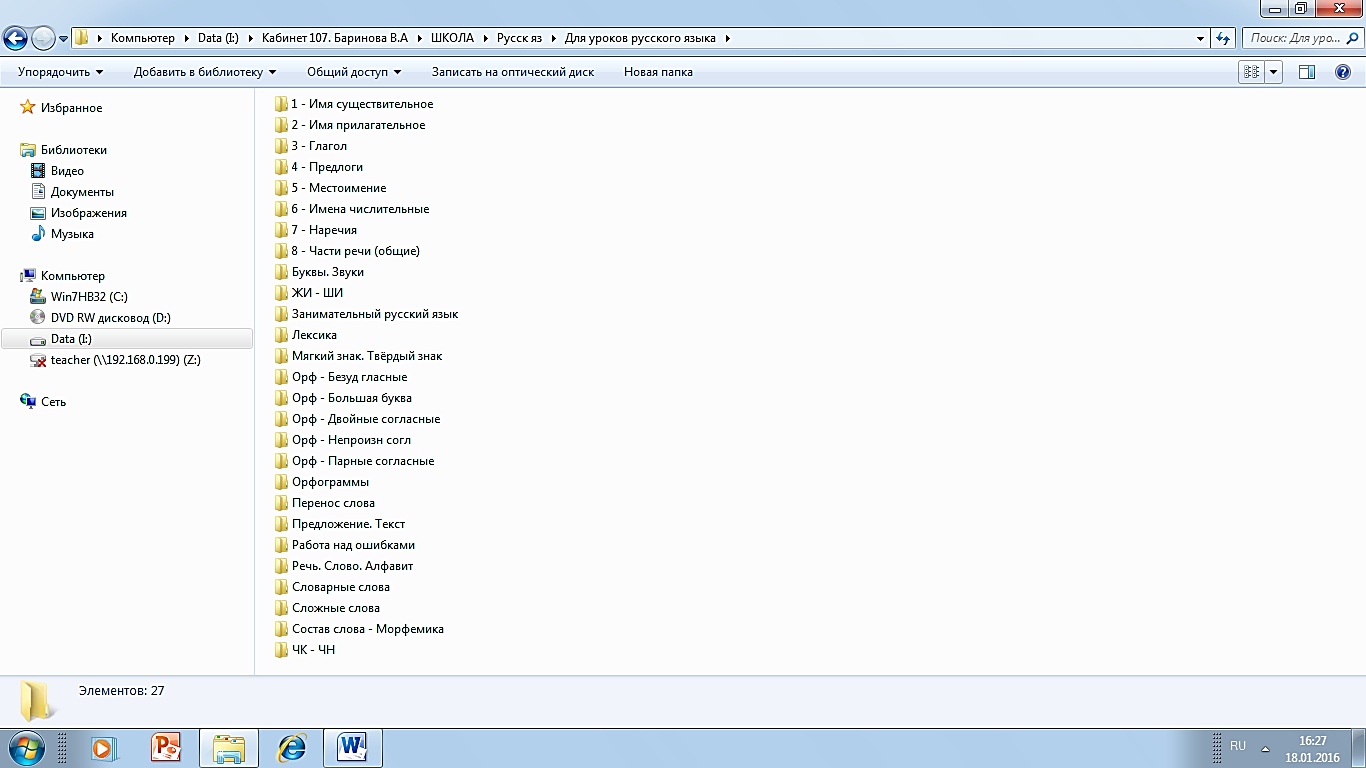 Компьютер Data (I:) Кабинет 107. Баринова В.А ШКОЛА Русск яз Для уроков русского языка Поиск: Для уро...
Упорядочить Добавить в библиотеку Общий доступ Записать на оптический диск Новая папка
Избранное
Библиотеки
Видео
Документы
Изображения
Музыка
Компьютер
Win7HB32 (C:)
DVD RW дисковод (D:)
Data (I:)
teacher (\\192.168.0.199) (Z:)
Сеть
1 - Имя существительное
2 - Имя прилагательное
3 - Глагол
4 - Предлоги
5 - Местоимение
6 - Имена числительные
7 - Наречия
8 - Части речи (общие)
Буквы. Звуки
ЖИ - ШИ
Занимательный русский язык
Лексика
Мягкий знак. Твёрдый знак
Орф - Безуд гласные
Орф - Большая буква
Орф - Двойные согласные
Орф - Непроизн согл
Орф - Парные согласные
Орфограммы
Перенос слова
Предложение. Текст
Работа над ошибками
Речь. Слово. Алфавит
Словарные слова
Сложные слова
Состав слова - Морфемика
ЧК - ЧН
Элементов: 27
RU 16:27
18.01.2016